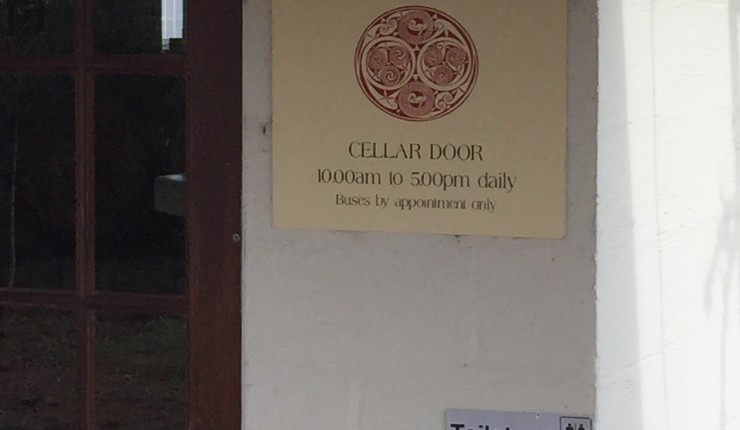 CELLAR DOOR
10.00am to 5.00pm daily
Buses by appointment only